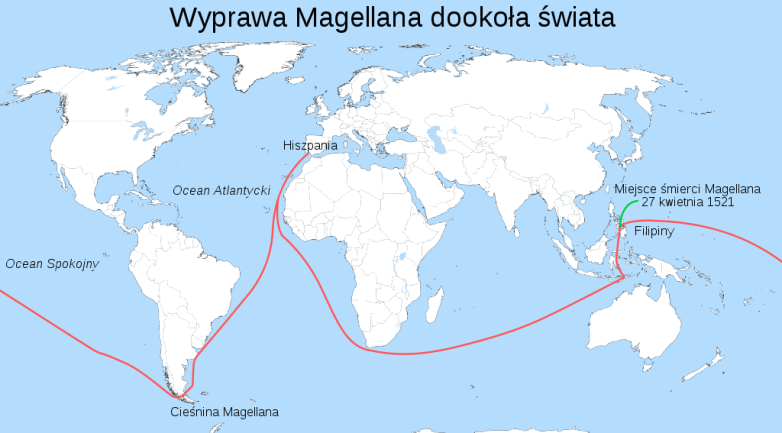 Wyprawa Magellana dookoła świata
Hiszpania
Ocean Atlantycki
Miejsce śmierci Magellana
27 kwietnia 1521
Filipiny
Ocean Spokojny
Cieśnina Magellana